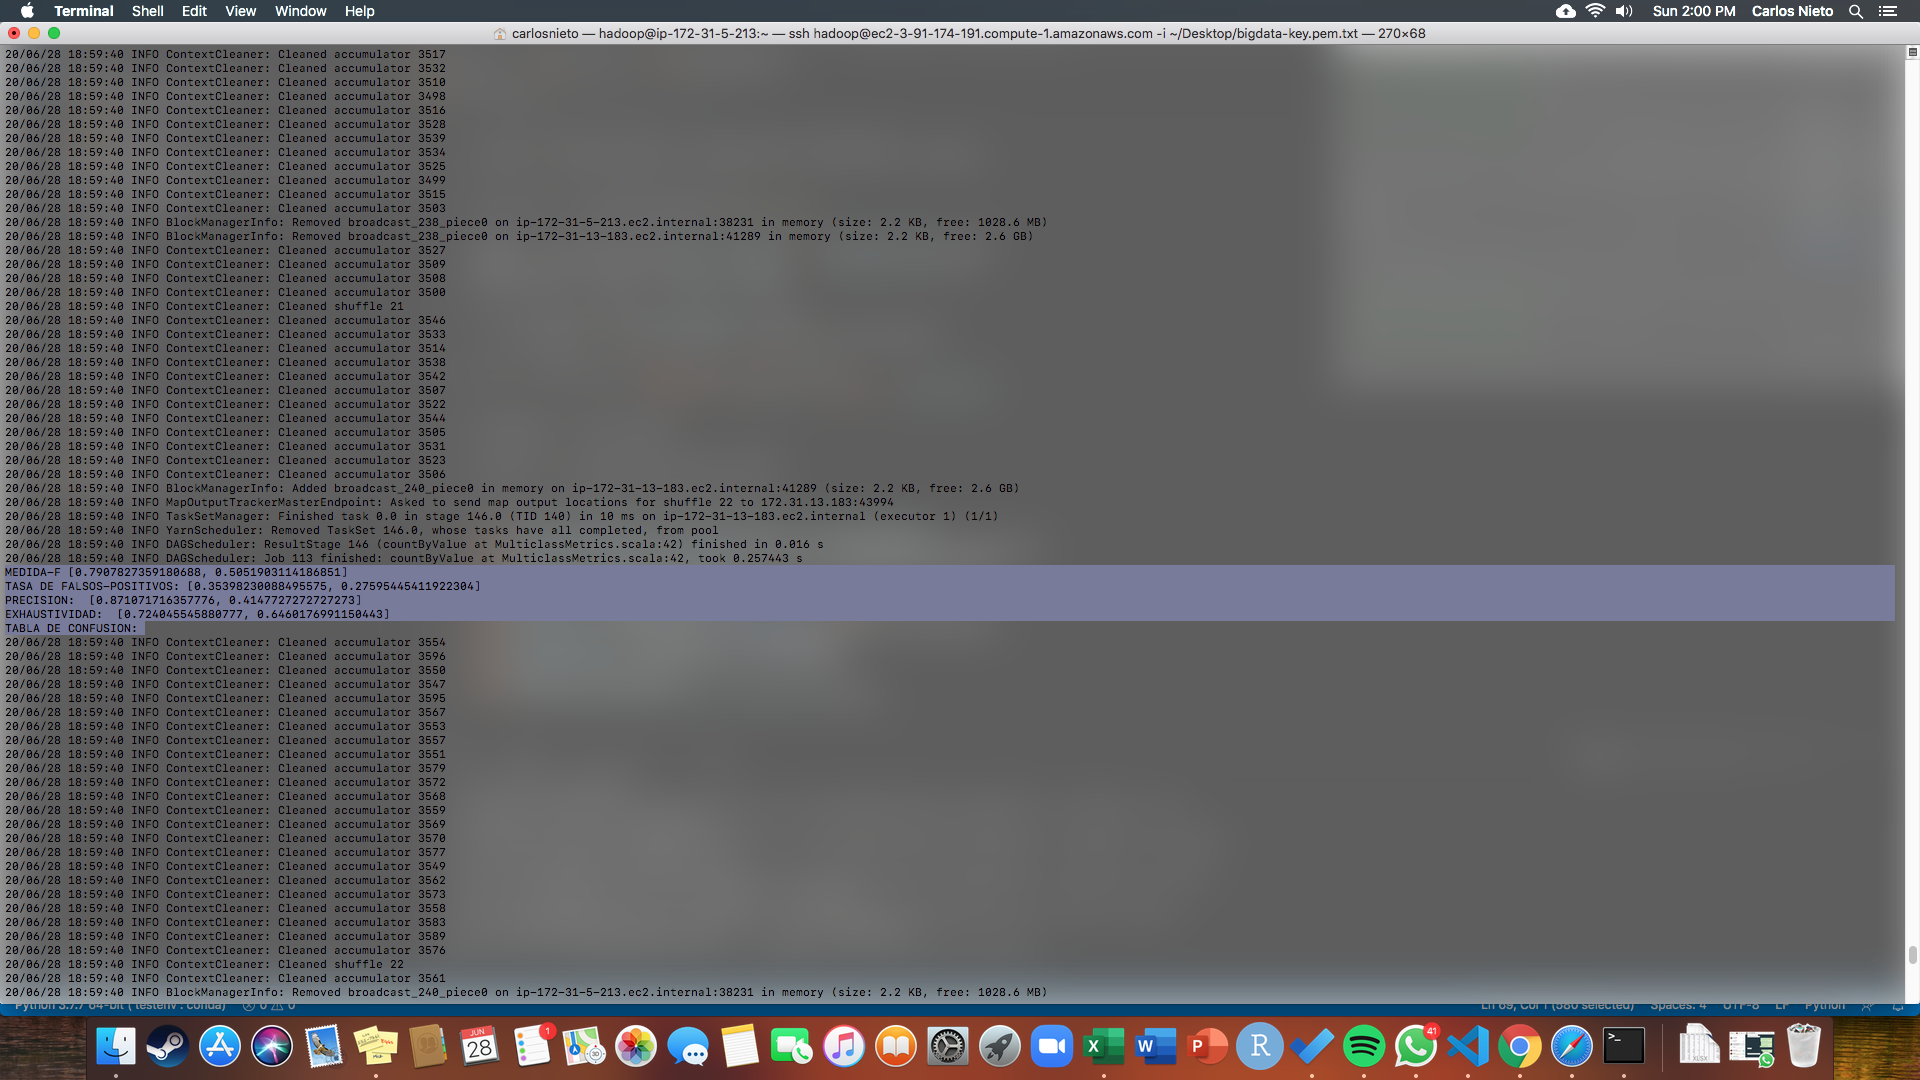 Terminal Shell Edit View Window Help Sun 2:00 PM Carlos Nieto
carlosnieto — hadoop@ip-172-31-5-213:~ — ssh hadoop@ec2-3-91-174-191.compute-1.amazonaws.com -i ~/Desktop/bigdata-key.pem.txt — 270×68
20/06/28 18:59:40 INFO ContextCleaner: Cleaned accumulator 3517
20/06/28 18:59:40 INFO ContextCleaner: Cleaned accumulator 3532
20/06/28 18:59:40 INFO ContextCleaner: Cleaned accumulator 3510
20/06/28 18:59:40 INFO ContextCleaner: Cleaned accumulator 3498
20/06/28 18:59:40 INFO ContextCleaner: Cleaned accumulator 3516
20/06/28 18:59:40 INFO ContextCleaner: Cleaned accumulator 3528
20/06/28 18:59:40 INFO ContextCleaner: Cleaned accumulator 3539
20/06/28 18:59:40 INFO ContextCleaner: Cleaned accumulator 3534
20/06/28 18:59:40 INFO ContextCleaner: Cleaned accumulator 3525
20/06/28 18:59:40 INFO ContextCleaner: Cleaned accumulator 3499
20/06/28 18:59:40 INFO ContextCleaner: Cleaned accumulator 3515
20/06/28 18:59:40 INFO ContextCleaner: Cleaned accumulator 3503
20/06/28 18:59:40 INFO BlockManagerInfo: Removed broadcast_238_piece0 on ip-172-31-5-213.ec2.internal:38231 in memory (size: 2.2 KB, free: 1028.6 MB)
20/06/28 18:59:40 INFO BlockManagerInfo: Removed broadcast_238_piece0 on ip-172-31-13-183.ec2.internal:41289 in memory (size: 2.2 KB, free: 2.6 GB)
20/06/28 18:59:40 INFO ContextCleaner: Cleaned accumulator 3527
20/06/28 18:59:40 INFO ContextCleaner: Cleaned accumulator 3509
20/06/28 18:59:40 INFO ContextCleaner: Cleaned accumulator 3508
20/06/28 18:59:40 INFO ContextCleaner: Cleaned accumulator 3500
20/06/28 18:59:40 INFO ContextCleaner: Cleaned shuffle 21
20/06/28 18:59:40 INFO ContextCleaner: Cleaned accumulator 3546
20/06/28 18:59:40 INFO ContextCleaner: Cleaned accumulator 3533
20/06/28 18:59:40 INFO ContextCleaner: Cleaned accumulator 3514
20/06/28 18:59:40 INFO ContextCleaner: Cleaned accumulator 3538
20/06/28 18:59:40 INFO ContextCleaner: Cleaned accumulator 3542
20/06/28 18:59:40 INFO ContextCleaner: Cleaned accumulator 3507
20/06/28 18:59:40 INFO ContextCleaner: Cleaned accumulator 3522
20/06/28 18:59:40 INFO ContextCleaner: Cleaned accumulator 3544
20/06/28 18:59:40 INFO ContextCleaner: Cleaned accumulator 3505
20/06/28 18:59:40 INFO ContextCleaner: Cleaned accumulator 3531
20/06/28 18:59:40 INFO ContextCleaner: Cleaned accumulator 3523
20/06/28 18:59:40 INFO ContextCleaner: Cleaned accumulator 3506
20/06/28 18:59:40 INFO BlockManagerInfo: Added broadcast_240_piece0 in memory on ip-172-31-13-183.ec2.internal:41289 (size: 2.2 KB, free: 2.6 GB)
20/06/28 18:59:40 INFO MapOutputTrackerMasterEndpoint: Asked to send map output locations for shuffle 22 to 172.31.13.183:43994
20/06/28 18:59:40 INFO TaskSetManager: Finished task 0.0 in stage 146.0 (TID 140) in 10 ms on ip-172-31-13-183.ec2.internal (executor 1) (1/1)
20/06/28 18:59:40 INFO YarnScheduler: Removed TaskSet 146.0, whose tasks have all completed, from pool
20/06/28 18:59:40 INFO DAGScheduler: ResultStage 146 (countByValue at MulticlassMetrics.scala:42) finished in 0.016 s
20/06/28 18:59:40 INFO DAGScheduler: Job 113 finished: countByValue at MulticlassMetrics.scala:42, took 0.257443 s
MEDIDA-F [0.7907827359180688, 0.5051903114186851]
TASA DE FALSOS-POSITIVOS: [0.35398230088495575, 0.27595445411922304]
PRECISION:  [0.871071716357776, 0.4147727272727273]
EXHAUSTIVIDAD:  [0.724045545880777, 0.6460176991150443]
TABLA DE CONFUSION:
20/06/28 18:59:40 INFO ContextCleaner: Cleaned accumulator 3554
20/06/28 18:59:40 INFO ContextCleaner: Cleaned accumulator 3596
20/06/28 18:59:40 INFO ContextCleaner: Cleaned accumulator 3550
20/06/28 18:59:40 INFO ContextCleaner: Cleaned accumulator 3547
20/06/28 18:59:40 INFO ContextCleaner: Cleaned accumulator 3595
20/06/28 18:59:40 INFO ContextCleaner: Cleaned accumulator 3567
20/06/28 18:59:40 INFO ContextCleaner: Cleaned accumulator 3553
20/06/28 18:59:40 INFO ContextCleaner: Cleaned accumulator 3557
20/06/28 18:59:40 INFO ContextCleaner: Cleaned accumulator 3551
20/06/28 18:59:40 INFO ContextCleaner: Cleaned accumulator 3579
20/06/28 18:59:40 INFO ContextCleaner: Cleaned accumulator 3572
20/06/28 18:59:40 INFO ContextCleaner: Cleaned accumulator 3568
20/06/28 18:59:40 INFO ContextCleaner: Cleaned accumulator 3559
20/06/28 18:59:40 INFO ContextCleaner: Cleaned accumulator 3569
20/06/28 18:59:40 INFO ContextCleaner: Cleaned accumulator 3570
20/06/28 18:59:40 INFO ContextCleaner: Cleaned accumulator 3577
20/06/28 18:59:40 INFO ContextCleaner: Cleaned accumulator 3549
20/06/28 18:59:40 INFO ContextCleaner: Cleaned accumulator 3562
20/06/28 18:59:40 INFO ContextCleaner: Cleaned accumulator 3573
20/06/28 18:59:40 INFO ContextCleaner: Cleaned accumulator 3558
20/06/28 18:59:40 INFO ContextCleaner: Cleaned accumulator 3583
20/06/28 18:59:40 INFO ContextCleaner: Cleaned accumulator 3589
20/06/28 18:59:40 INFO ContextCleaner: Cleaned accumulator 3576
20/06/28 18:59:40 INFO ContextCleaner: Cleaned shuffle 22
20/06/28 18:59:40 INFO ContextCleaner: Cleaned accumulator 3561
20/06/28 18:59:40 INFO BlockManagerInfo: Removed broadcast_240_piece0 on ip-172-31-5-213.ec2.internal:38231 in memory (size: 2.2 KB, free: 1028.6 MB)
Python 3.7.7 64-bit ('testenv': conda) 0 0 Ln 69, Col 1 (586 selected) Spaces: 4 UTF-8 LF Python
JUN
28
1
3D
X
W
P
R
41
>_
XLSX